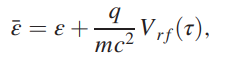 ε̄ = ε + q/mc² V_rf(τ),